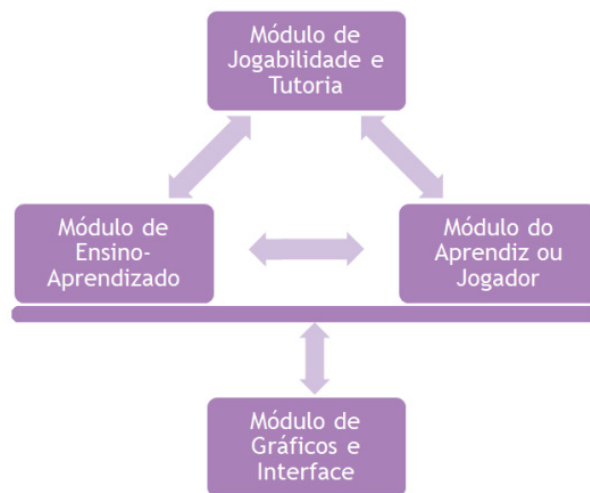 Módulo de
Jogabilidade e
Tutoria
Módulo de
Ensino-
Aprendizado
Módulo do
Aprendiz ou
Jogador
Módulo de
Gráficos e
Interface